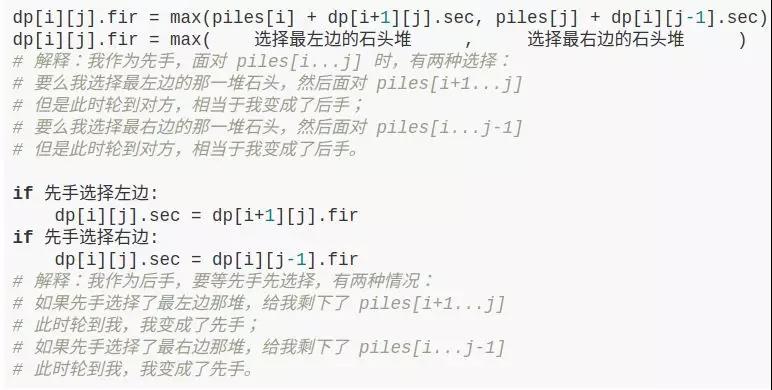 dp[i][j].fir = max(piles[i] + dp[i+1][j].sec, piles[j] + dp[i][j-1].sec)
dp[i][j].fir = max(    选择最左边的石头堆     ,     选择最右边的石头堆     )
# 解释：我作为先手，面对 piles[i...j] 时，有两种选择：
# 要么我选择最左边的那一堆石头，然后面对 piles[i+1...j]
# 但是此时轮到对方，相当于我变成了后手；
# 要么我选择最右边的那一堆石头，然后面对 piles[i...j-1]
# 但是此时轮到对方，相当于我变成了后手。

if 先手选择左边:
    dp[i][j].sec = dp[i+1][j].fir
if 先手选择右边:
    dp[i][j].sec = dp[i][j-1].fir
# 解释：我作为后手，要等先手先选择，有两种情况：
# 如果先手选择了最左边那堆，给我剩下了 piles[i+1...j]
# 此时轮到我，我变成了先手；
# 如果先手选择了最右边那堆，给我剩下了 piles[i...j-1]
# 此时轮到我，我变成了先手。